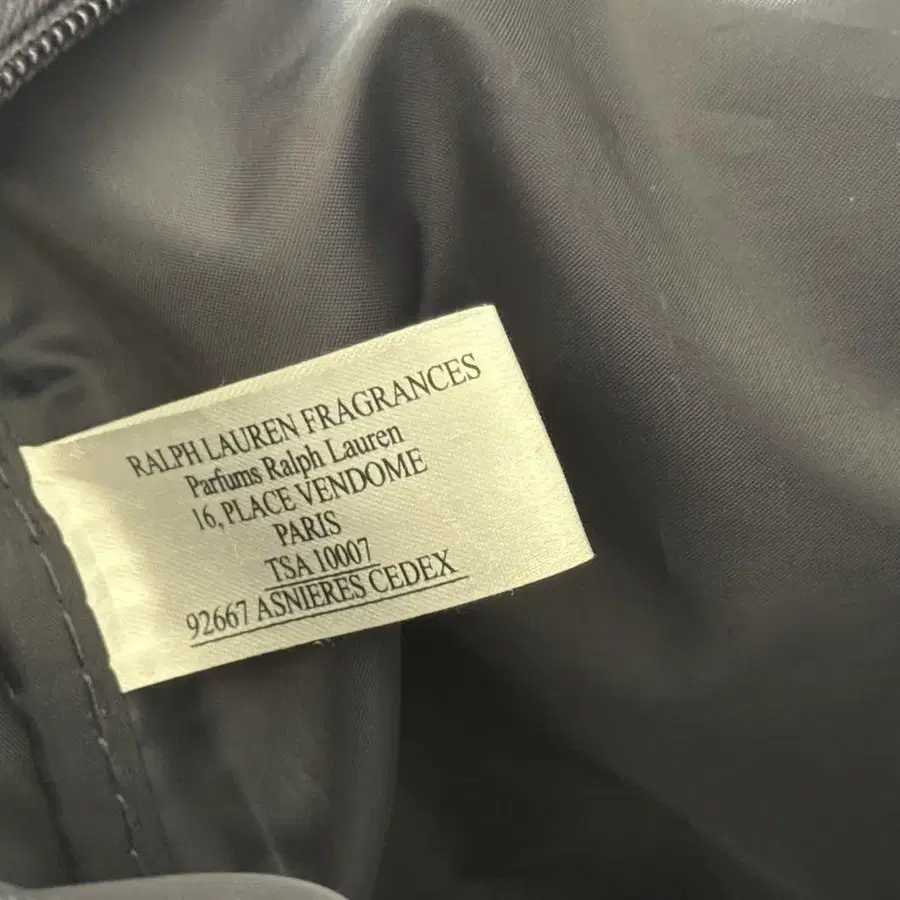 RALPH LAUREN FRAGRANCES
Parfums Ralph Lauren
16, PLACE VENDOME
PARIS
TSA 10007
92667 ASNIERES CEDEX